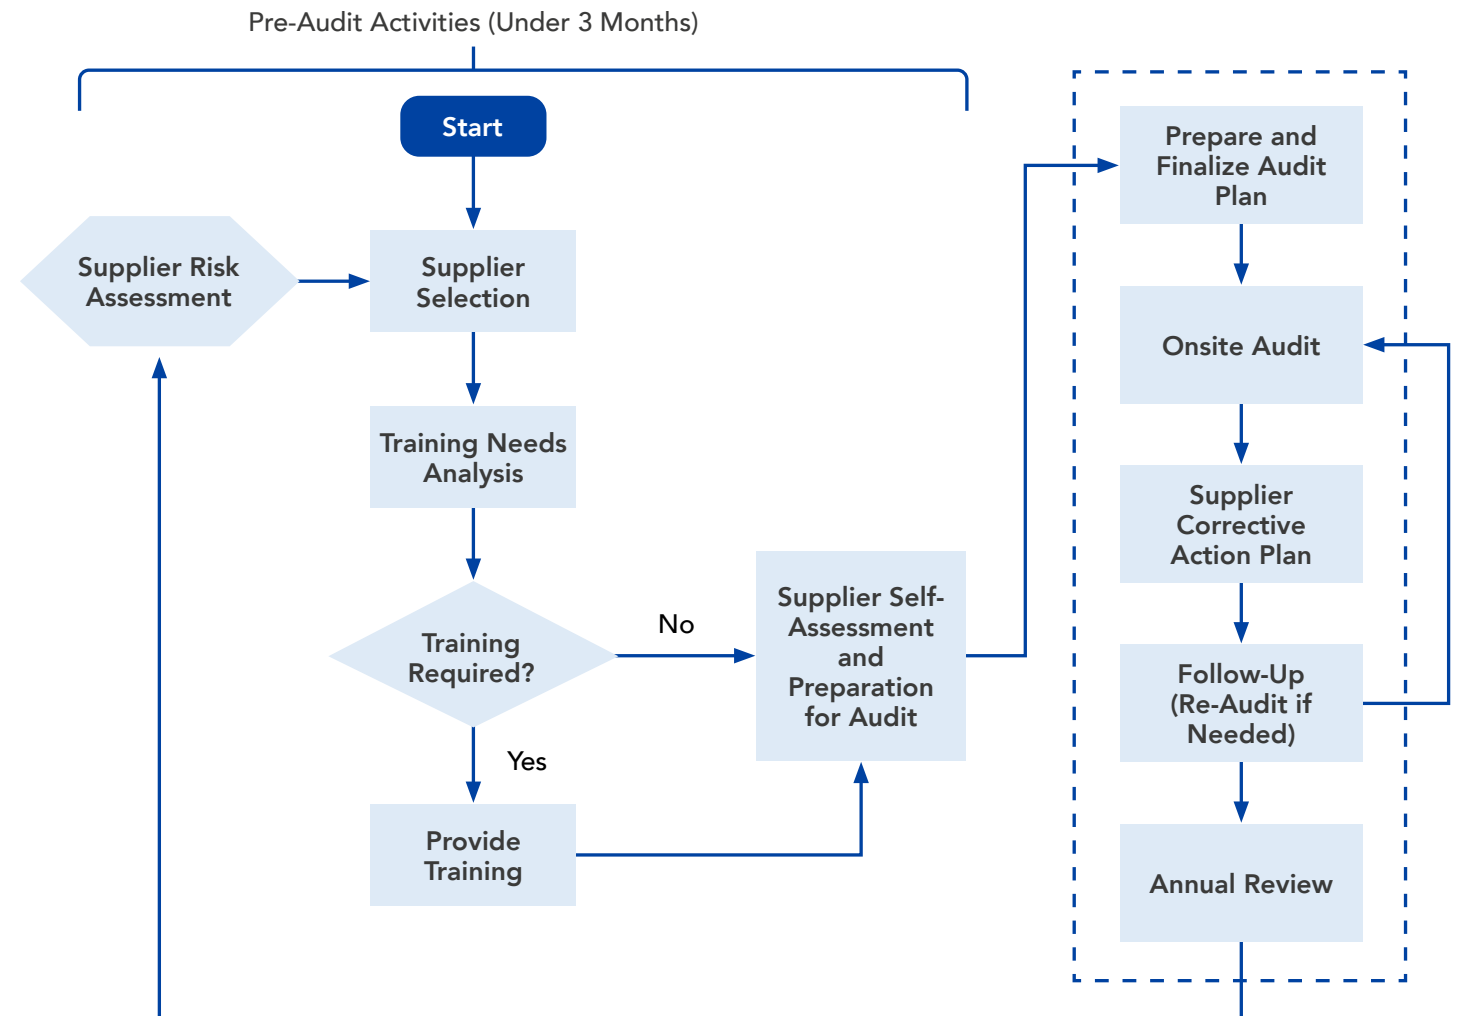 Pre-Audit Activities (Under 3 Months)
Start
Supplier Risk
Assessment
Supplier
Selection
Training Needs
Analysis
Training
Required?
No
Yes
Provide
Training
Supplier Self-
Assessment
and
Preparation
for Audit
Prepare and
Finalize Audit
Plan
Onsite Audit
Supplier
Corrective
Action Plan
Follow-Up
(Re-Audit if
Needed)
Annual Review